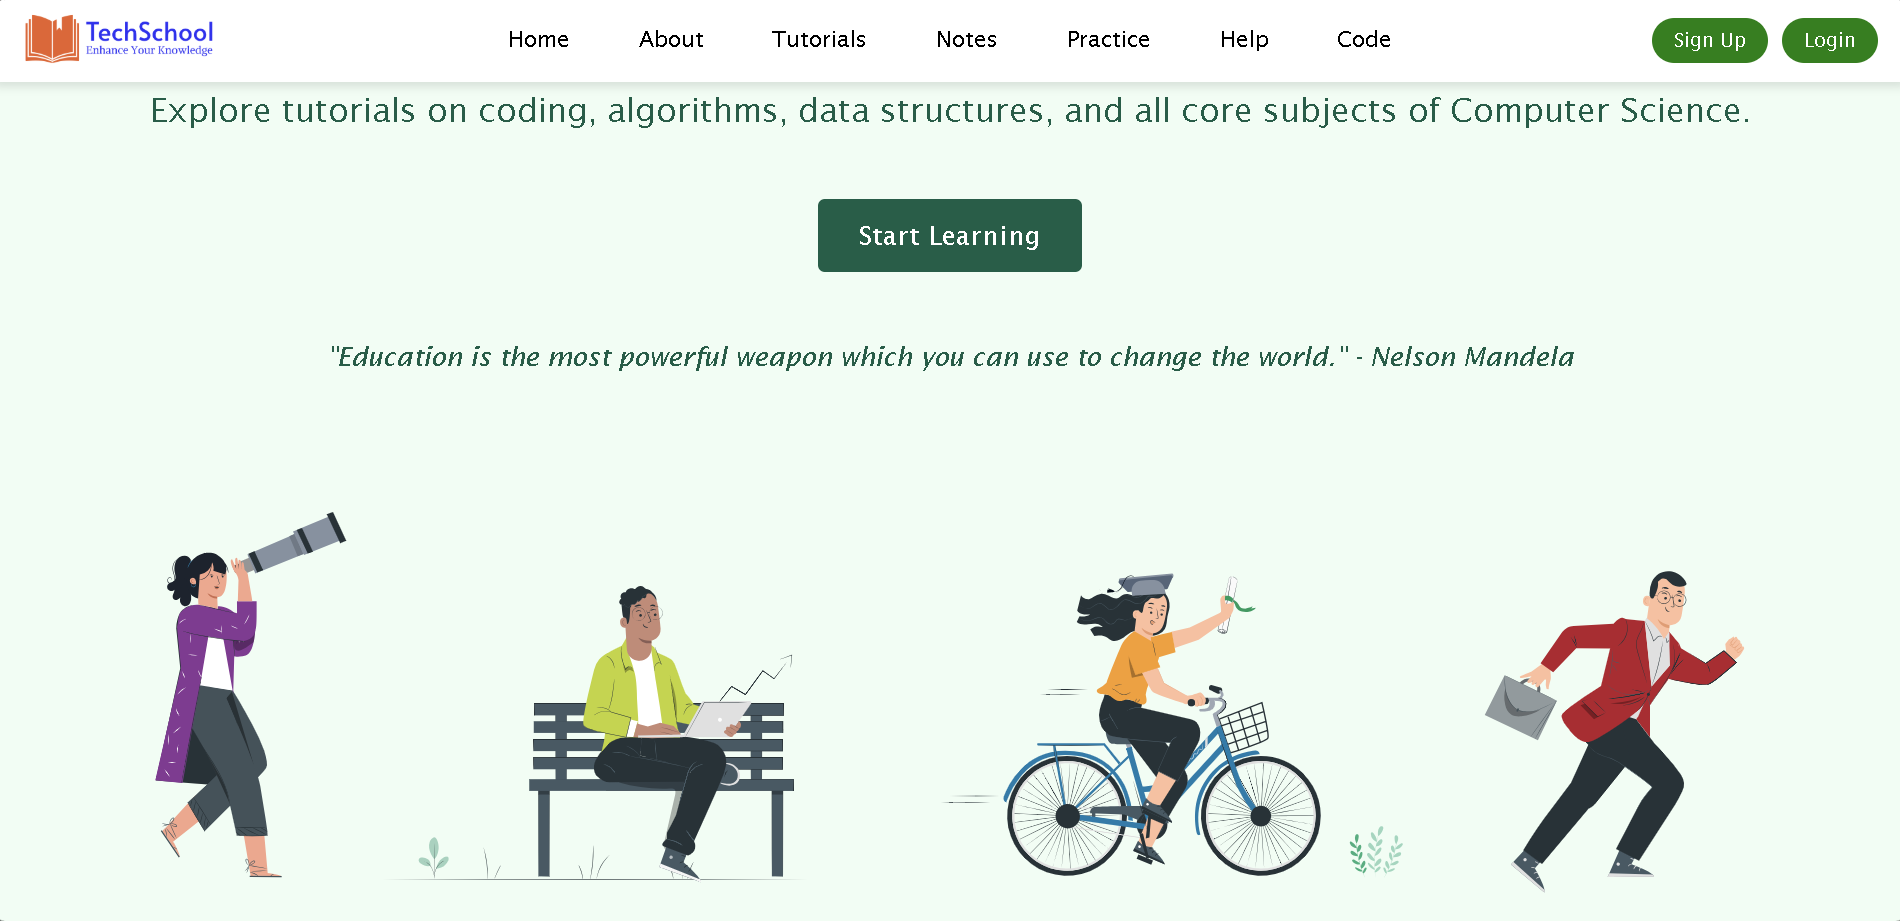 TechSchool
Enhance Your Knowledge
Home About Tutorials Notes Practice Help Code
Sign Up Login
Explore tutorials on coding, algorithms, data structures, and all core subjects of Computer Science.
Start Learning
"Education is the most powerful weapon which you can use to change the world." - Nelson Mandela